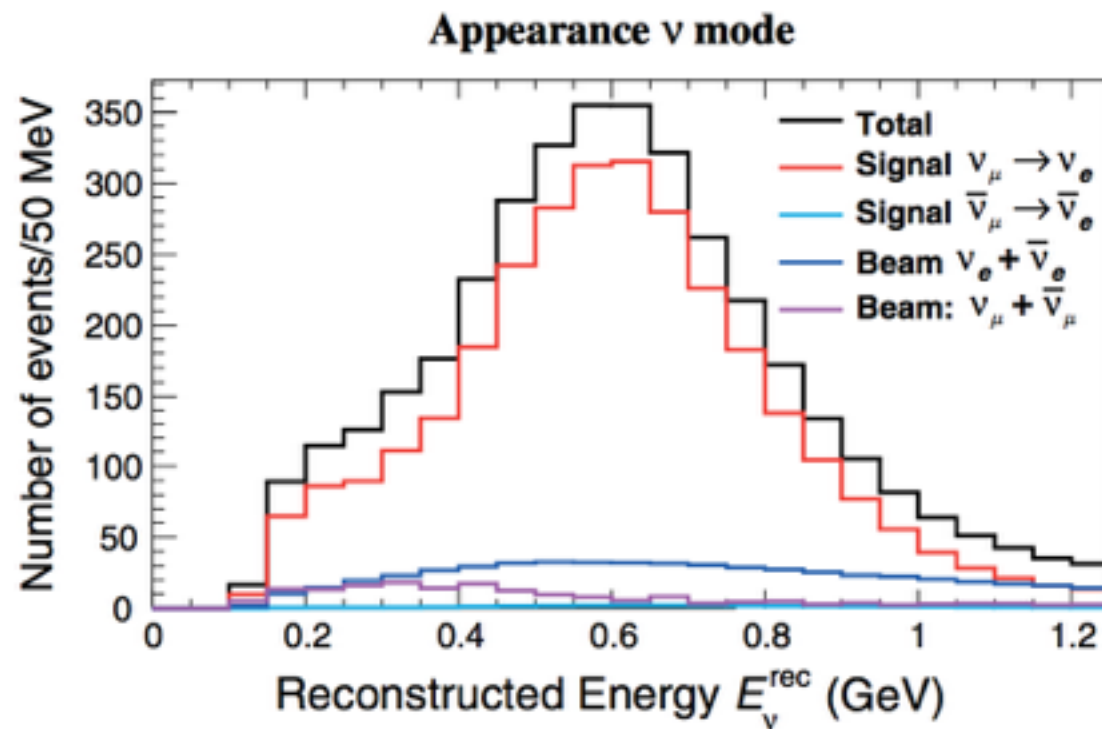 Appearance ν mode
Number of events/50 MeV
350
300
250
200
150
100
50
0
Total
Signal ν_μ → ν_e
Signal ν̄_μ → ν̄_e
Beam ν_e + ν̄_e
Beam: ν_μ + ν̄_μ
0 0.2 0.4 0.6 0.8 1 1.2
Reconstructed Energy E_ν^rec (GeV)